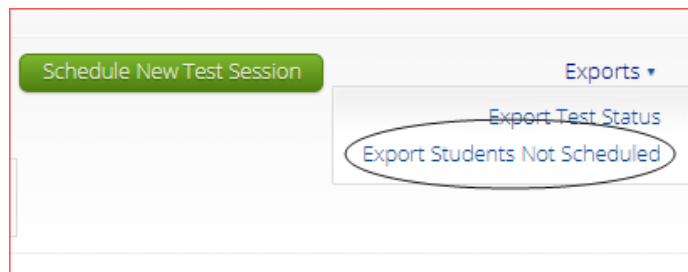 Schedule New Test Session
Exports ▾
Export Test Status
Export Students Not Scheduled